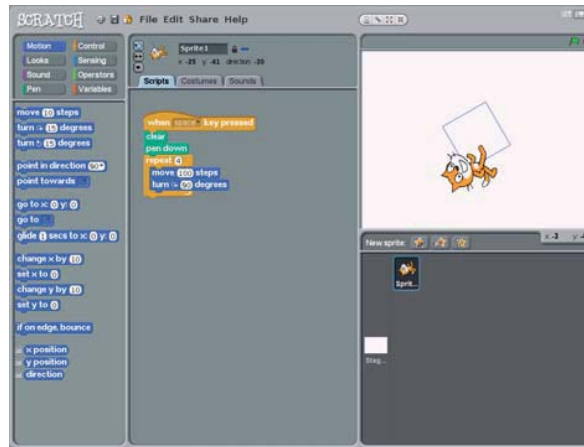 SCRATCH File Edit Share Help
Motion Control
Looks Sensing
Sound Operators
Pen Variables
move 10 steps
turn 15 degrees
turn 15 degrees
point in direction 90
point towards
go to x: 0 y: 0
go to
glide 1 secs to x: 0 y: 0
change x by 10
set x to 0
change y by 10
set y to 0
if on edge, bounce
x position
y position
direction
Sprite1
x -25 y -61 direction -30
Scripts Costumes Sounds
when space key pressed
clear
pen down
repeat 4
move 100 steps
turn 90 degrees
New sprite:
Sprit...
Stag...